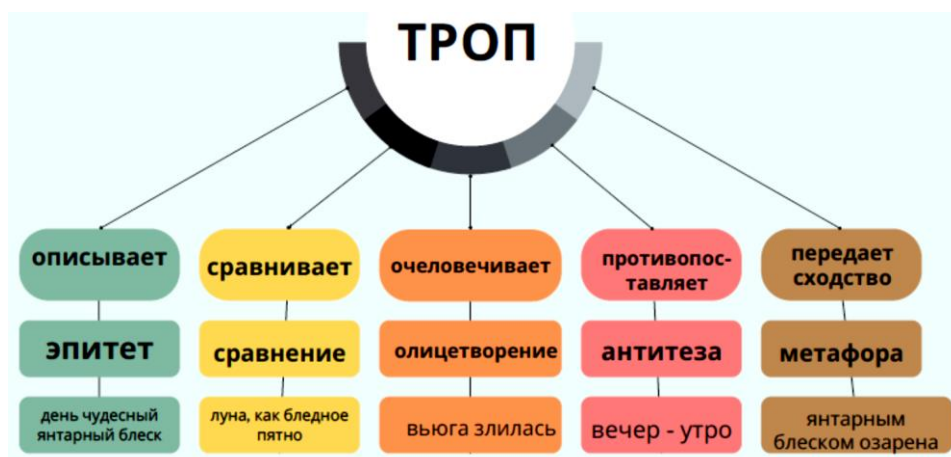 ТРОП
описывает
сравнивает
очеловечивает
противопос-
тавляет
передает
сходство
эпитет
сравнение
олицетворение
антитеза
метафора
день чудесный
янтарный блеск
луна, как бледное
пятно
вьюга злилась
вечер - утро
янтарным
блеском озарена